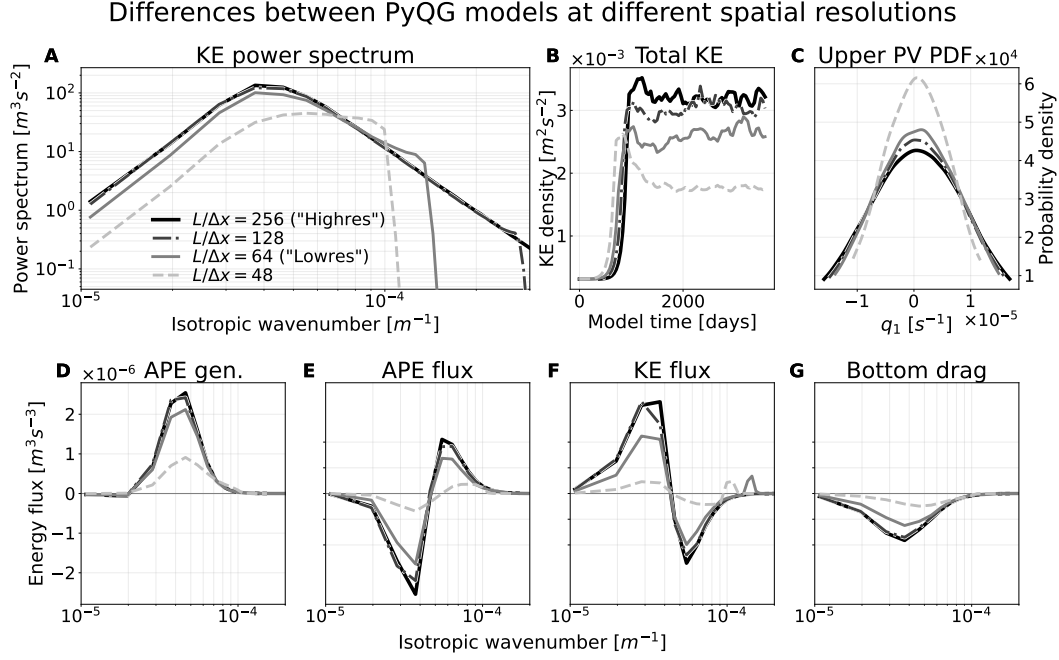 Differences between PyQG models at different spatial resolutions
A KE power spectrum
Power spectrum [m³s⁻²]
10²
10¹
10⁰
10⁻¹
10⁻⁵
10⁻⁴
L/Δx = 256 ("Highres")
L/Δx = 128
L/Δx = 64 ("Lowres")
L/Δx = 48
Isotropic wavenumber [m⁻¹]
B ×10⁻³ Total KE
KE density [m²s⁻²]
3
2
1
0
2000
Model time [days]
C Upper PV PDF ×10⁴
6
5
4
3
2
1
Probability density
−1
0
1
×10⁻⁵
q₁ [s⁻¹]
D ×10⁻⁶ APE gen.
Energy flux [m³s⁻³]
2
1
0
−1
−2
10⁻⁵
10⁻⁴
E APE flux
10⁻⁵
10⁻⁴
F KE flux
10⁻⁵
10⁻⁴
G Bottom drag
10⁻⁵
10⁻⁴
Isotropic wavenumber [m⁻¹]